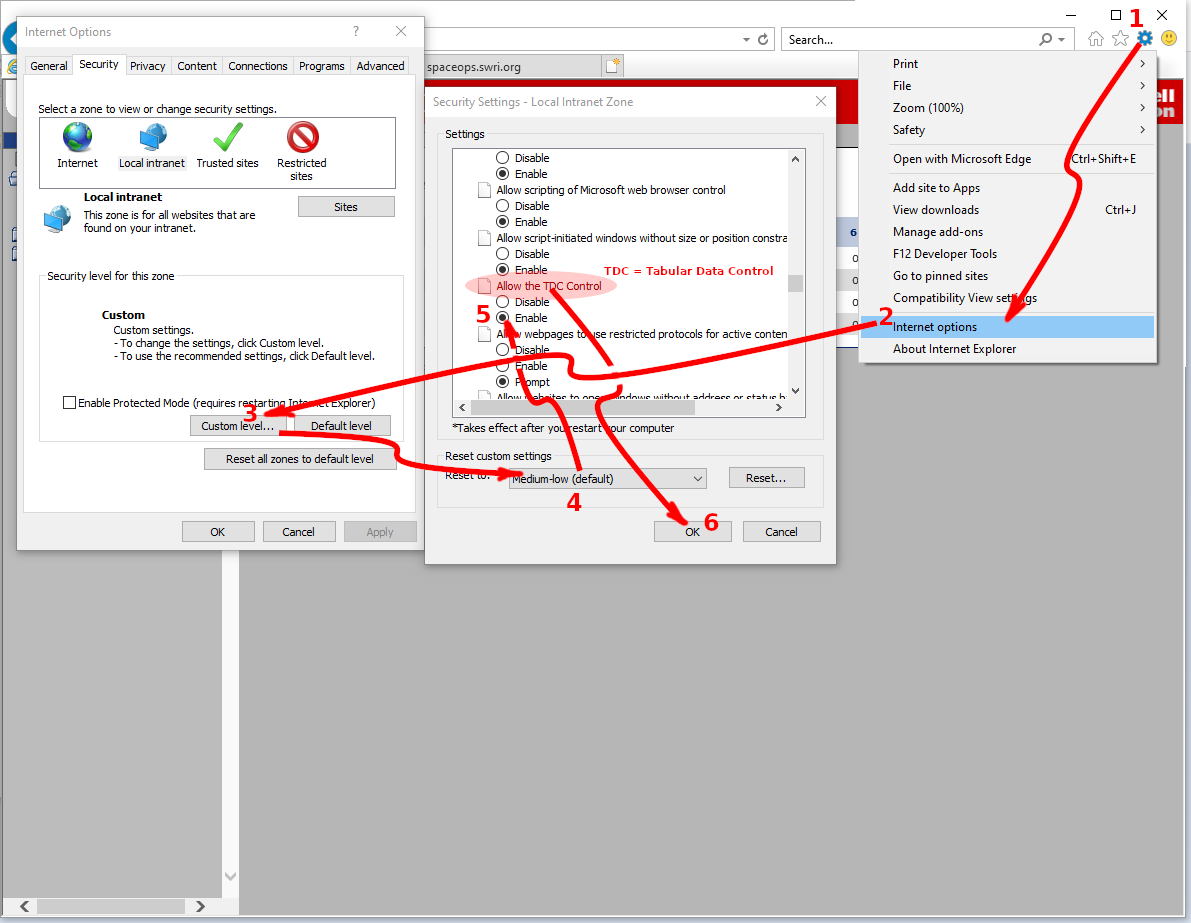 Internet Options
?
General Security Privacy Content Connections Programs Advanced
Select a zone to view or change security settings.
Internet Local intranet Trusted sites Restricted
sites
Local intranet
This zone is for all websites that are
found on your intranet.
Sites
Security level for this zone
Custom
Custom settings.
- To change the settings, click Custom level.
- To use the recommended settings, click Default level.
Enable Protected Mode (requires restarting Internet Explorer)
3
Custom level... Default level
Reset all zones to default level
OK Cancel Apply
spaceops.swri.org
Search...
Security Settings - Local Intranet Zone
Settings
Disable
Enable
Allow scripting of Microsoft web browser control
Disable
Enable
Allow script-initiated windows without size or position constra
Disable
Enable
TDC = Tabular Data Control
Allow the TDC Control
Disable
5
Enable
Allow webpages to use restricted protocols for active conten
Disable
Enable
Prompt
Allow websites to open windows without address or status b
*Takes effect after you restart your computer
Reset custom settings
Reset to:
Medium-low (default)
Reset...
4
6
OK Cancel
1
ell
on
6
0
0
0
0
Print
File
Zoom (100%)
Safety
Open with Microsoft Edge Ctrl+Shift+E
Add site to Apps
View downloads Ctrl+J
Manage add-ons
F12 Developer Tools
Go to pinned sites
Compatibility View settings
2
Internet options
About Internet Explorer